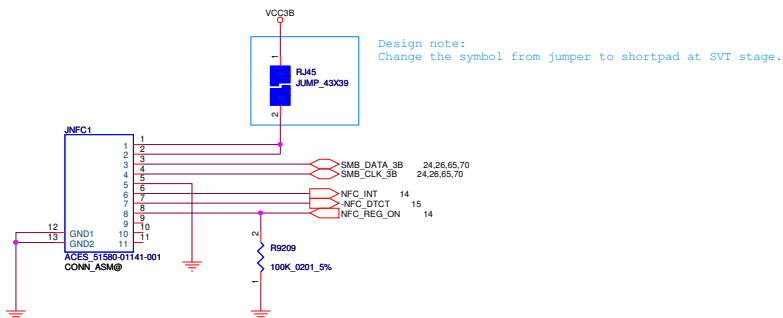 VCC3B
Design note:
Change the symbol from jumper to shortpad at SVT stage.
1
RJ45
JUMP_43X39
2
JNFC1
1 1
2 2
3 3 SMB_DATA_3B 24,26,65,70
4 4 SMB_CLK_3B 24,26,65,70
5 5
6 6 NFC_INT 14
7 7 -NFC_DTCT 15
8 8 NFC_REG_ON 14
9 9
12 GND1 10 10
13 GND2 11 11
ACES_51580-01141-001
CONN_ASM@
2
R9209
100K_0201_5%
1